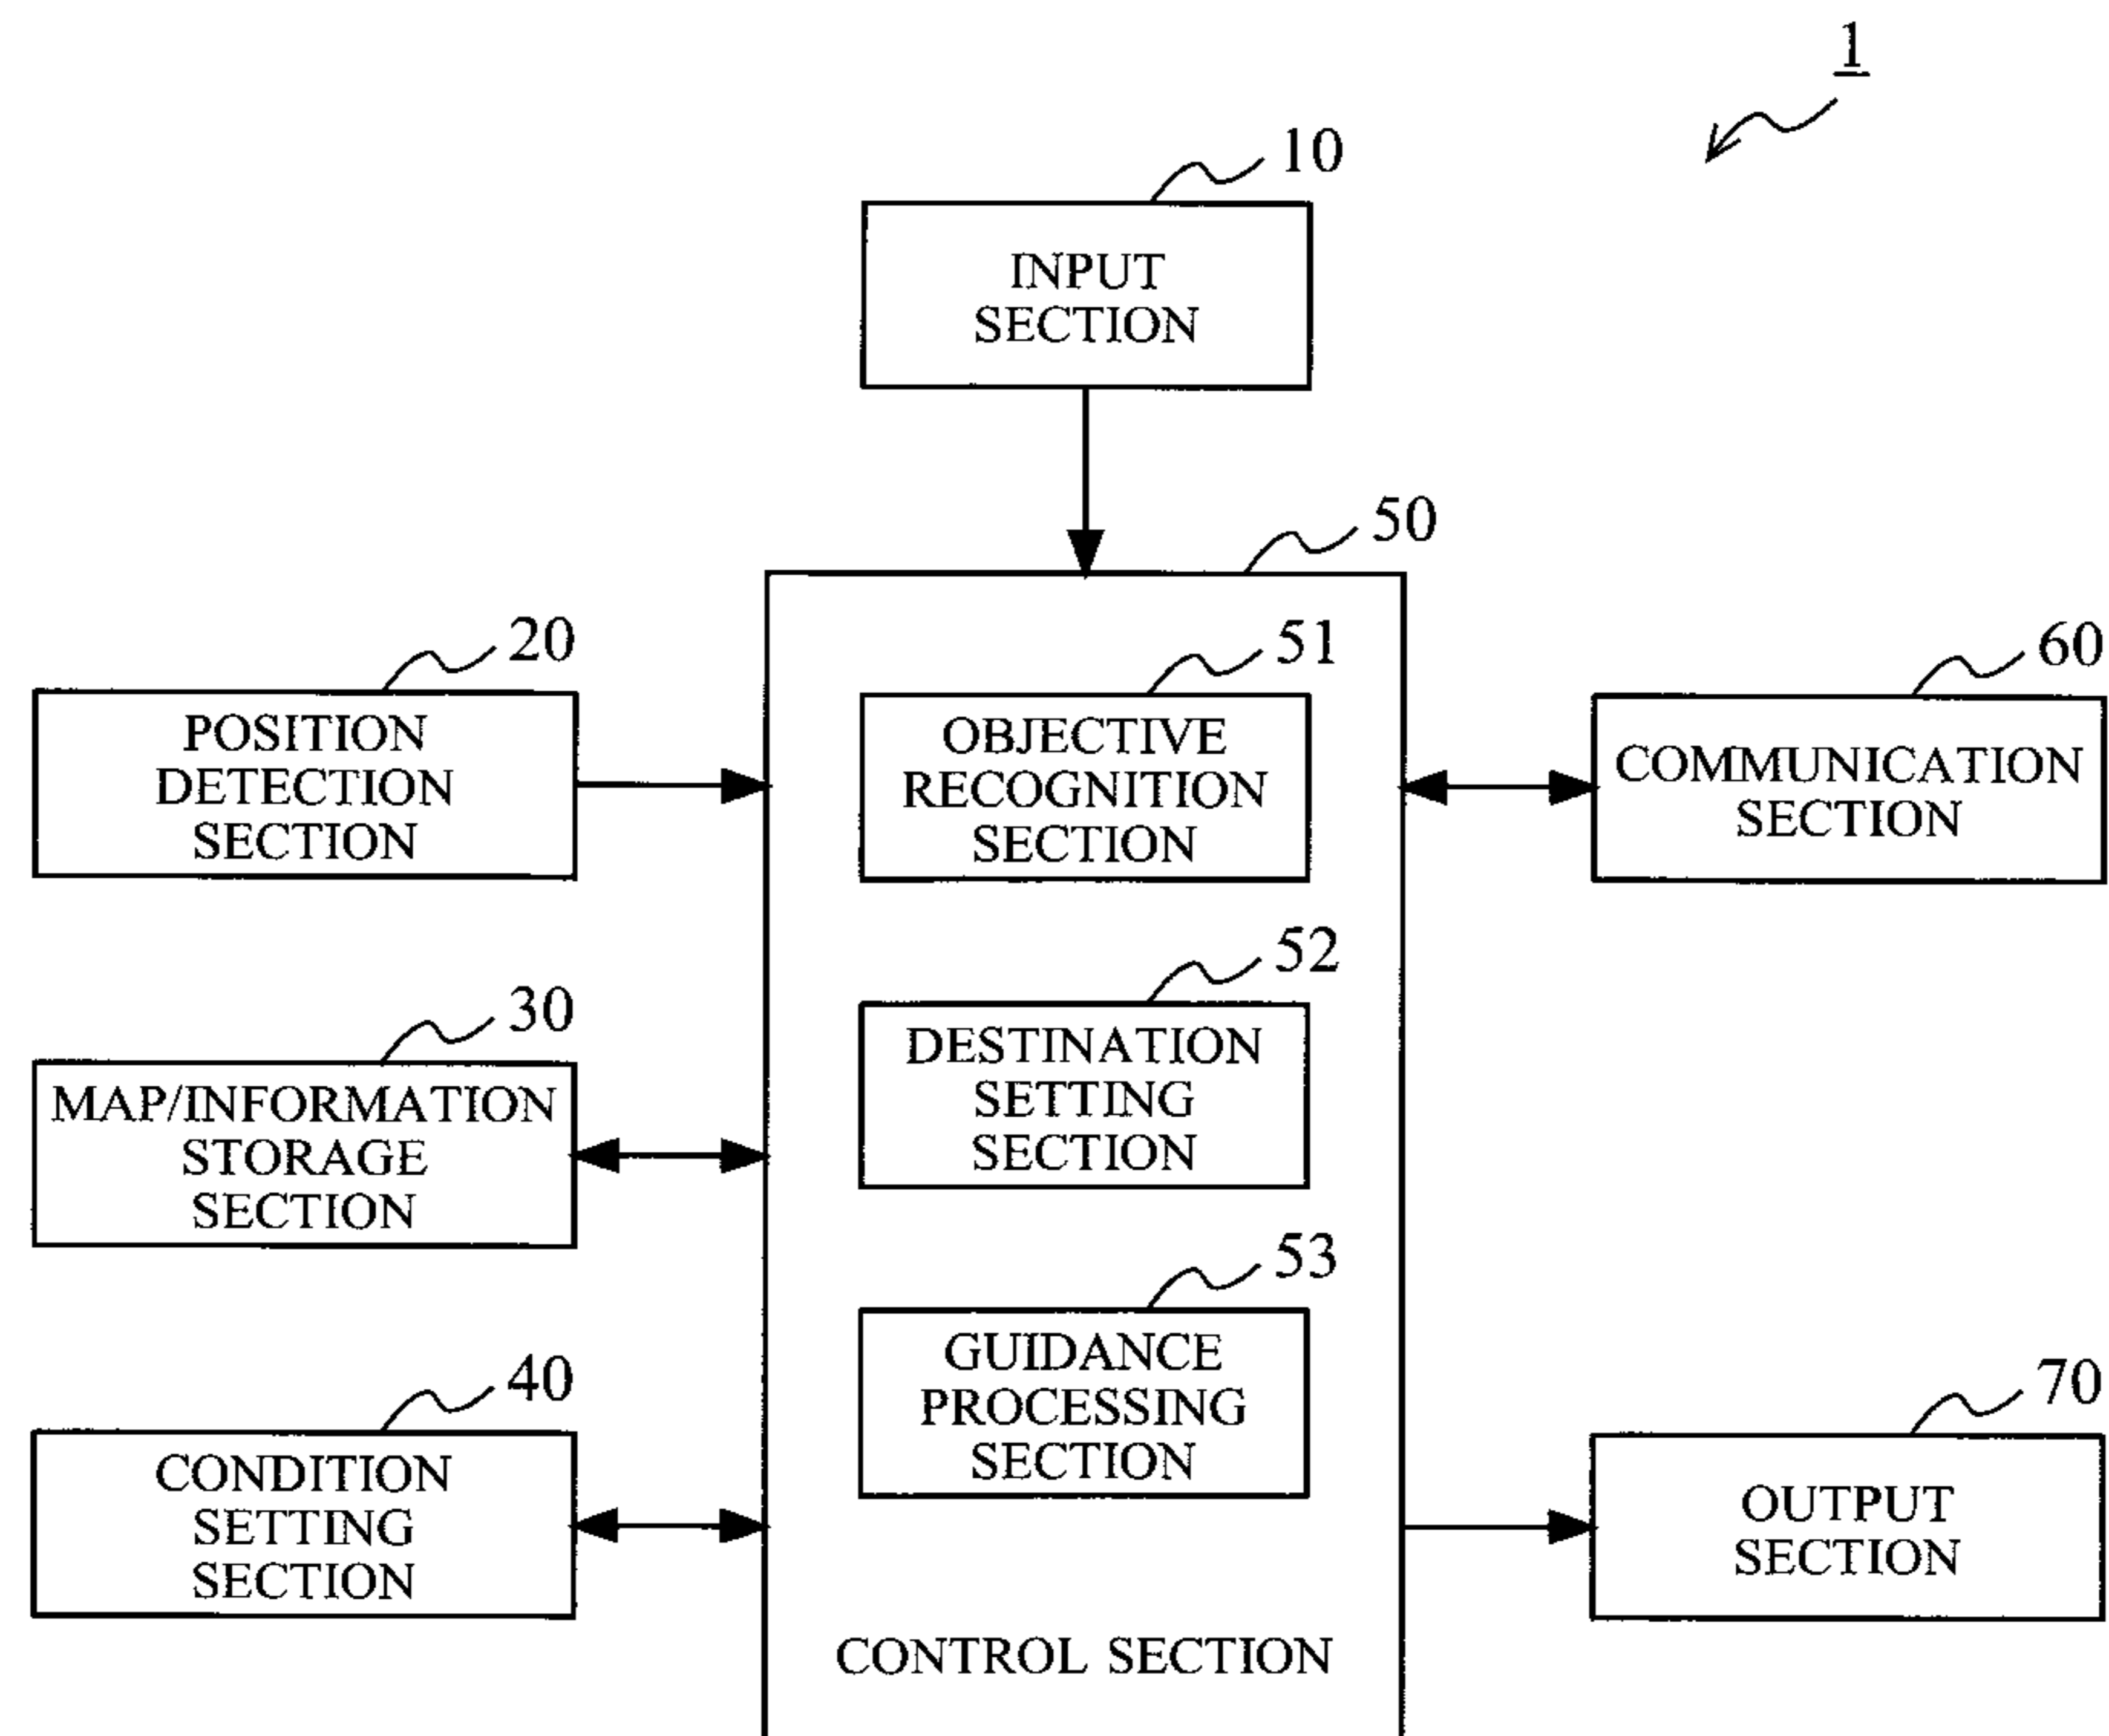 1
10
INPUT
SECTION
50
20
POSITION
DETECTION
SECTION
51
OBJECTIVE
RECOGNITION
SECTION
60
COMMUNICATION
SECTION
30
MAP/INFORMATION
STORAGE
SECTION
52
DESTINATION
SETTING
SECTION
40
CONDITION
SETTING
SECTION
53
GUIDANCE
PROCESSING
SECTION
70
OUTPUT
SECTION
CONTROL SECTION